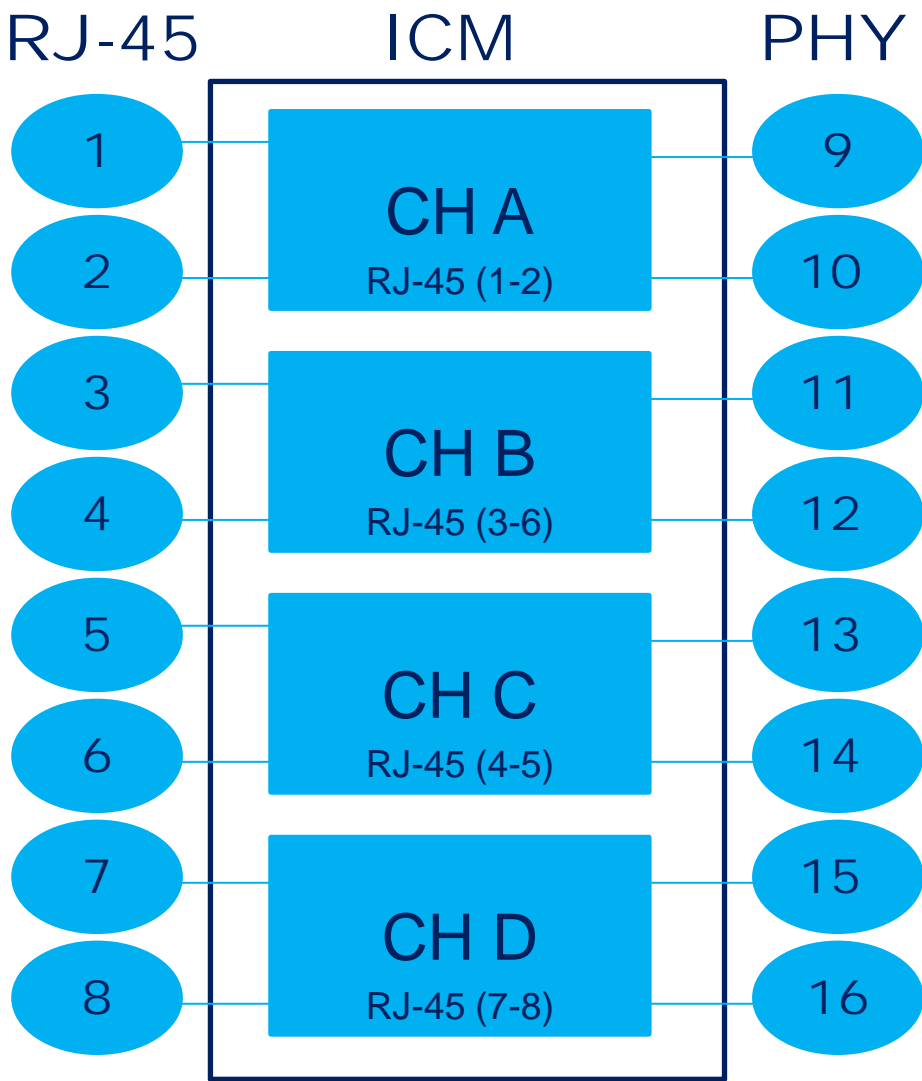 RJ-45 ICM PHY
1 9
CH A
2 RJ-45 (1-2) 10
3 11
CH B
4 RJ-45 (3-6) 12
5 13
CH C
6 RJ-45 (4-5) 14
7 15
CH D
8 RJ-45 (7-8) 16